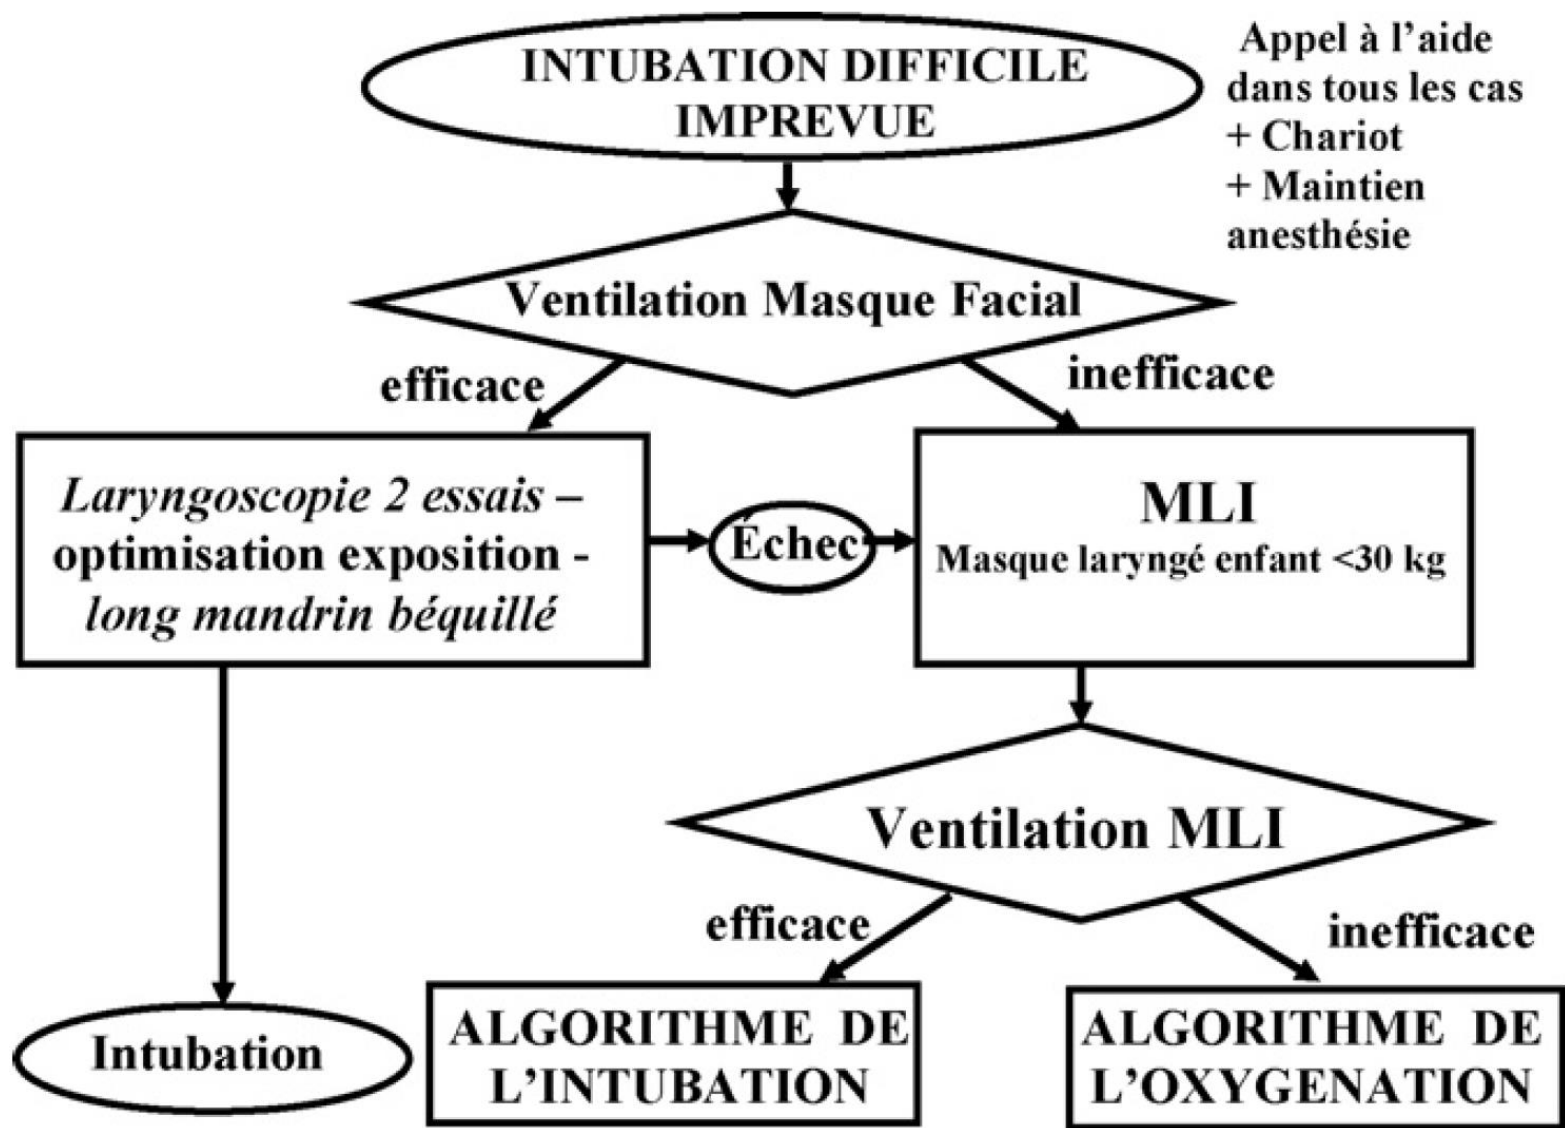 INTUBATION DIFFICILE
IMPREVUE
Appel à l'aide
dans tous les cas
+ Chariot
+ Maintien
anesthésie
Ventilation Masque Facial
efficace
inefficace
Laryngoscopie 2 essais –
optimisation exposition -
long mandrin béquillé
Échec
MLI
Masque laryngé enfant <30 kg
Ventilation MLI
efficace
inefficace
Intubation
ALGORITHME DE
L'INTUBATION
ALGORITHME DE
L'OXYGENATION